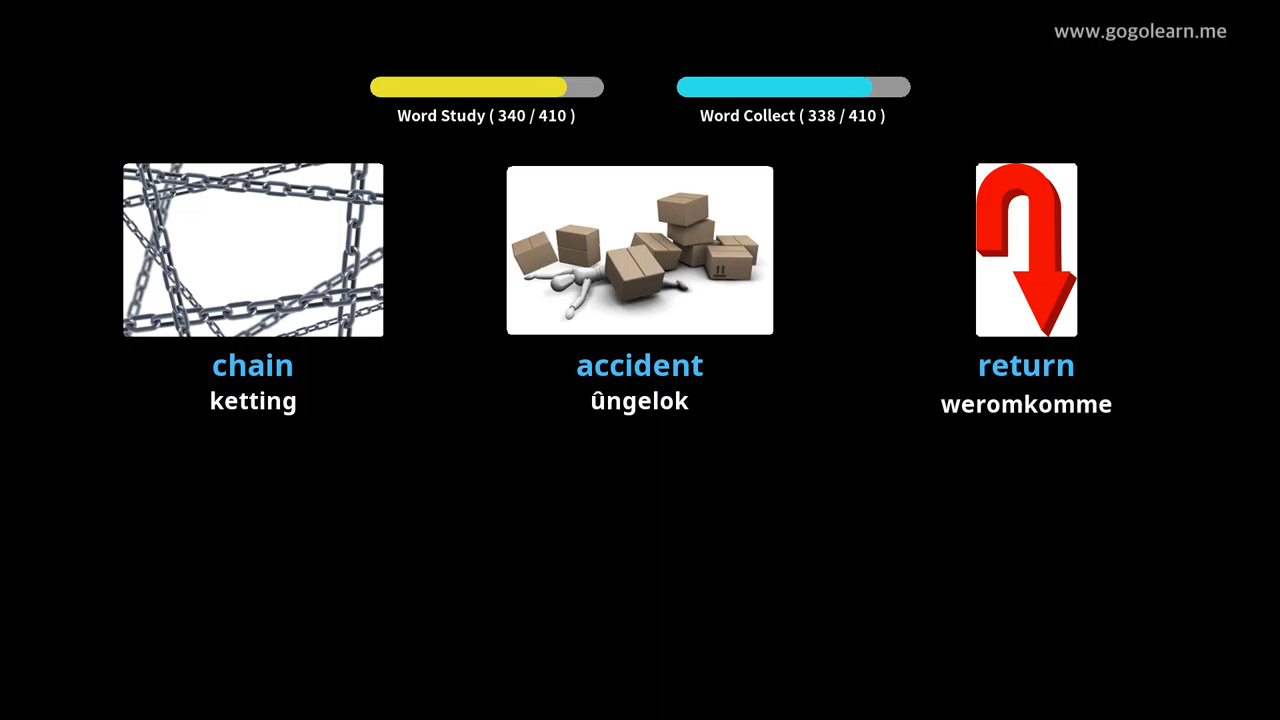 www.gogolearn.me
Word Study ( 340 / 410 )
Word Collect ( 338 / 410 )
chain
ketting
accident
ûngelok
return
weromkomme